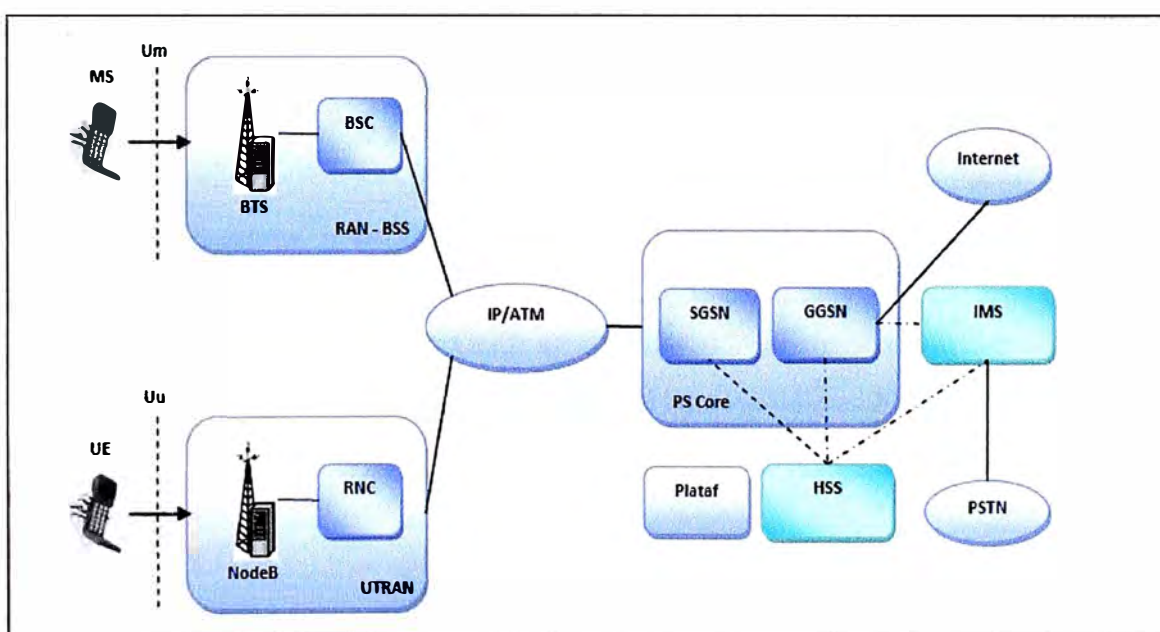 Um
MS
BSC
BTS
RAN - BSS
Internet
IP/ATM
SGSN
GGSN
IMS
PS Core
Uu
UE
RNC
NodeB
UTRAN
Plataf
HSS
PSTN